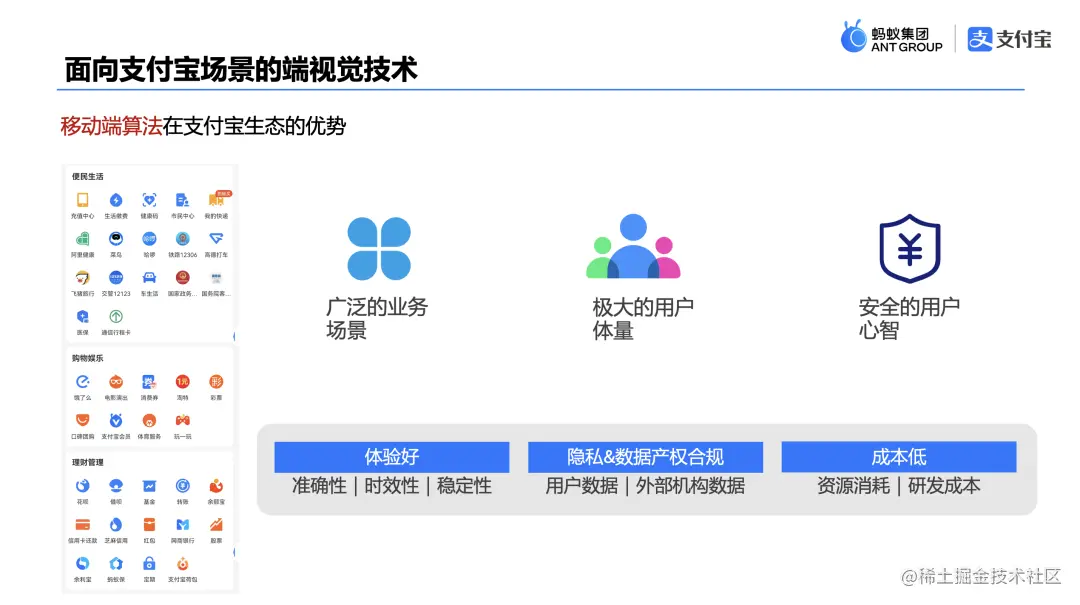 蚂蚁集团
ANT GROUP
支 支付宝
面向支付宝场景的端视觉技术
移动端算法在支付宝生态的优势
便民生活
充值中心 生活缴费 健康码 市民中心 我的快递
阿里健康 菜鸟 哈啰 铁路12306 高德打车
飞猪旅行 交管12123 车生活 国家政务... 国务院客...
医保 通信行程卡
购物娱乐
饿了么 电影演出 消费券 淘特 彩票
口碑团购 支付宝会员 体育服务 玩一玩
理财管理
花呗 借呗 基金 转账 余额宝
信用卡还款 芝麻信用 红包 网商银行 股票
余利宝 蚂蚁保 定期 支付宝荷包
广泛的业务
场景
极大的用户
体量
安全的用户
心智
体验好
准确性 | 时效性 | 稳定性
隐私&数据产权合规
用户数据 | 外部机构数据
成本低
资源消耗 | 研发成本
@稀土掘金技术社区